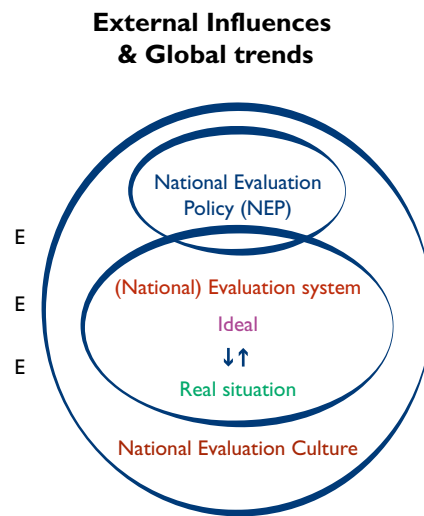 External Influences
& Global trends
National Evaluation
Policy (NEP)
E
(National) Evaluation system
E
Ideal
↓↑
E
Real situation
National Evaluation Culture